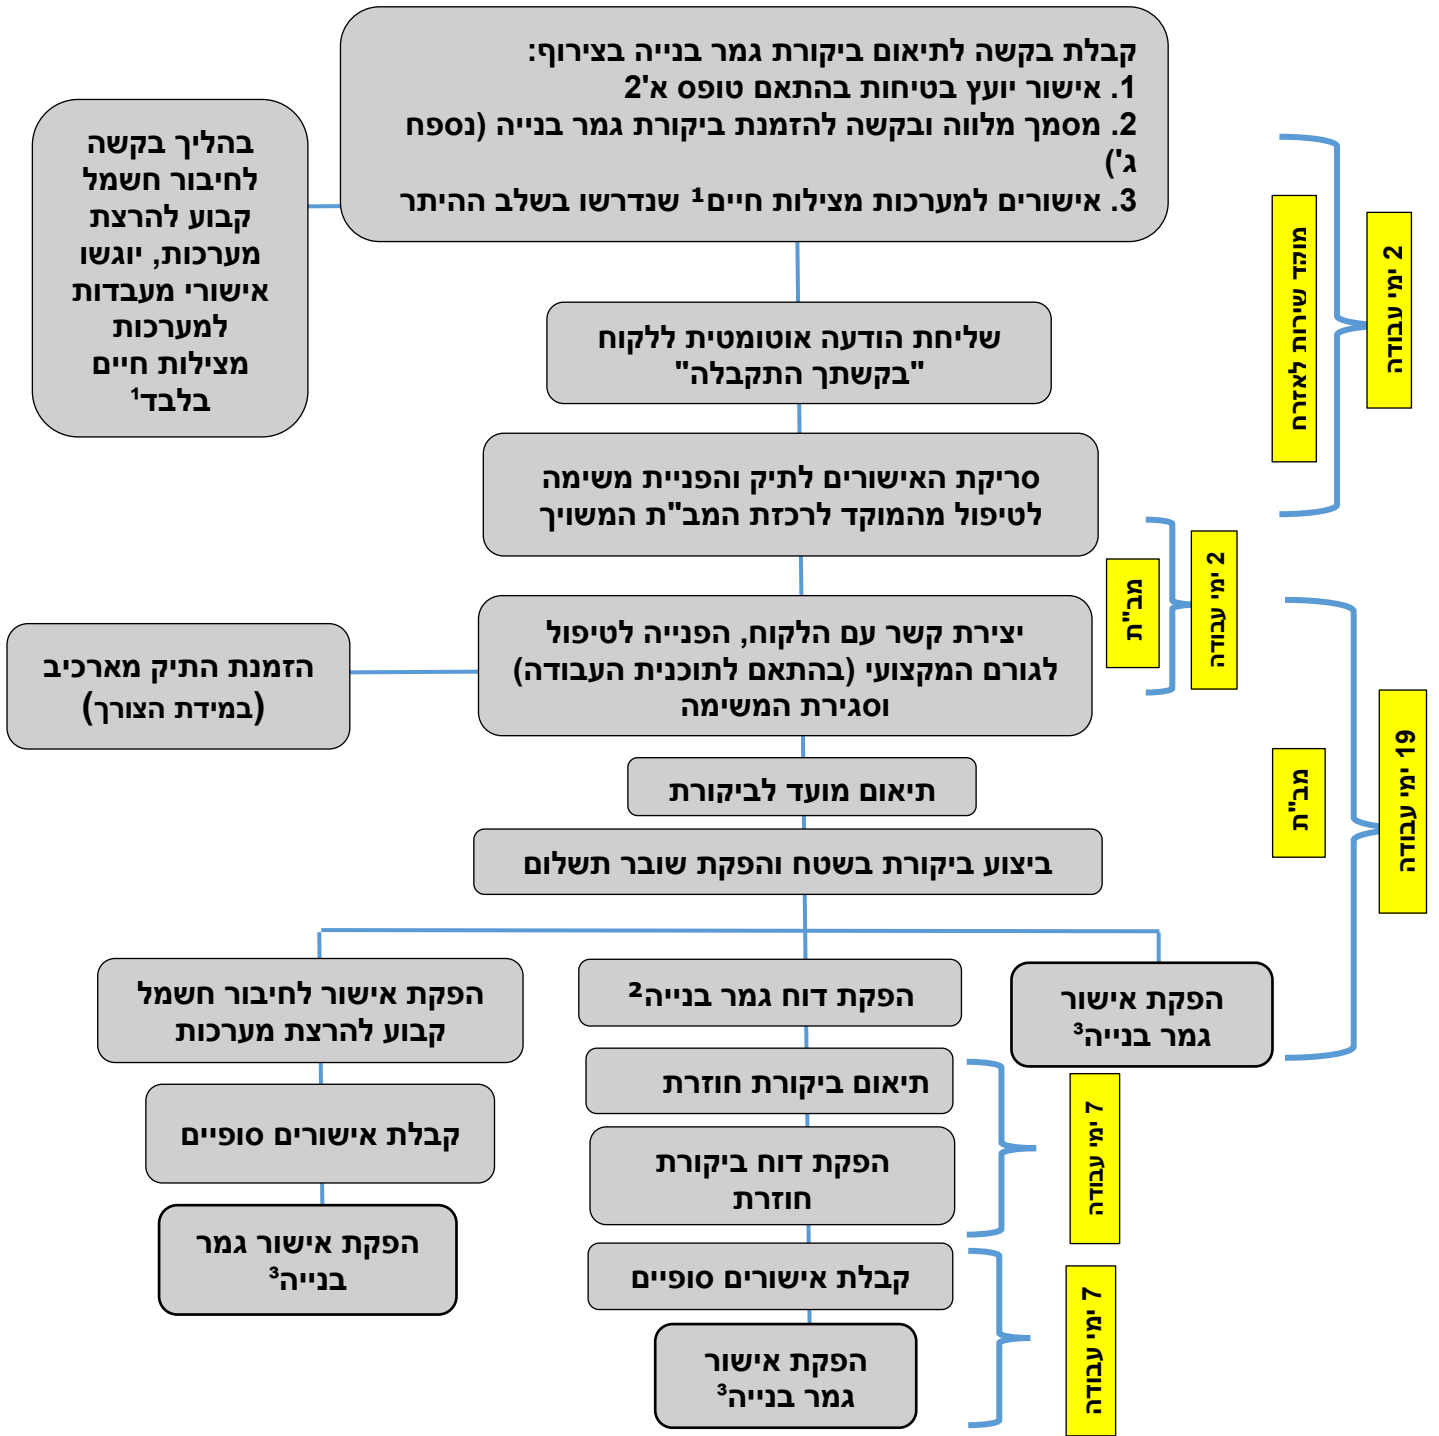 קבלת בקשה לתיאום ביקורת גמר בנייה בצירוף:
1. אישור יועץ בטיחות בהתאם טופס א'2
2. מסמך מלווה ובקשה להזמנת ביקורת גמר בנייה (נספח
ג')
3. אישורים למערכות מצילות חיים¹ שנדרשו בשלב ההיתר
בהליך בקשה
לחיבור חשמל
קבוע להרצת
מערכות, יוגשו
אישורי מעבדות
למערכות
מצילות חיים
בלבד¹
מוקד שירות לאזרח
2 ימי עבודה
שליחת הודעה אוטומטית ללקוח
"בקשתך התקבלה"
סריקת האישורים לתיק והפניית משימה
לטיפול מהמוקד לרכזת המב"ת המשויך
מב"ת
2 ימי עבודה
יצירת קשר עם הלקוח, הפנייה לטיפול
לגורם המקצועי (בהתאם לתוכנית העבודה)
וסגירת המשימה
הזמנת התיק מארכיב
(במידת הצורך)
מב"ת
19 ימי עבודה
תיאום מועד לביקורת
ביצוע ביקורת בשטח והפקת שובר תשלום
הפקת אישור
גמר בנייה³
הפקת דוח גמר בנייה²
תיאום ביקורת חוזרת
הפקת דוח ביקורת
חוזרת
7 ימי עבודה
קבלת אישורים סופיים
הפקת אישור
גמר בנייה³
7 ימי עבודה
הפקת אישור לחיבור חשמל
קבוע להרצת מערכות
קבלת אישורים סופיים
הפקת אישור גמר
בנייה³